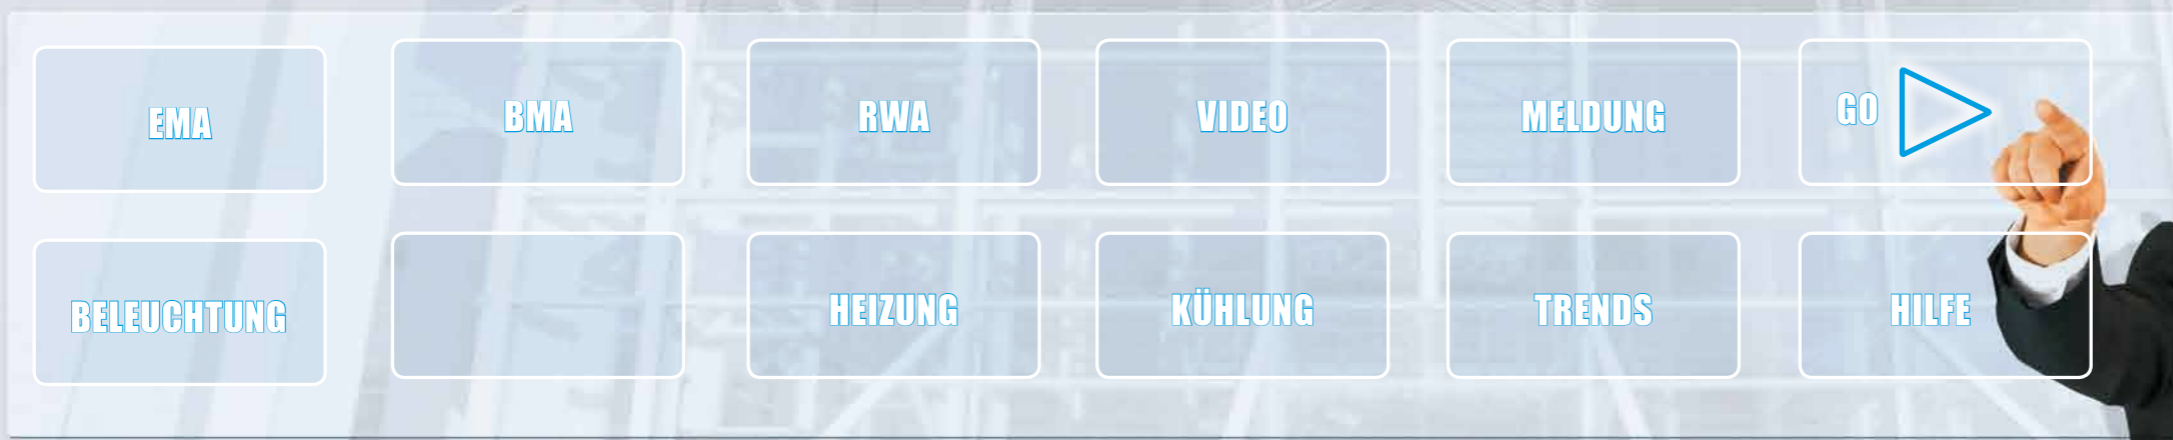 EMA
BMA
RWA
VIDEO
MELDUNG
GO
BELEUCHTUNG
HEIZUNG
KÜHLUNG
TRENDS
HILFE